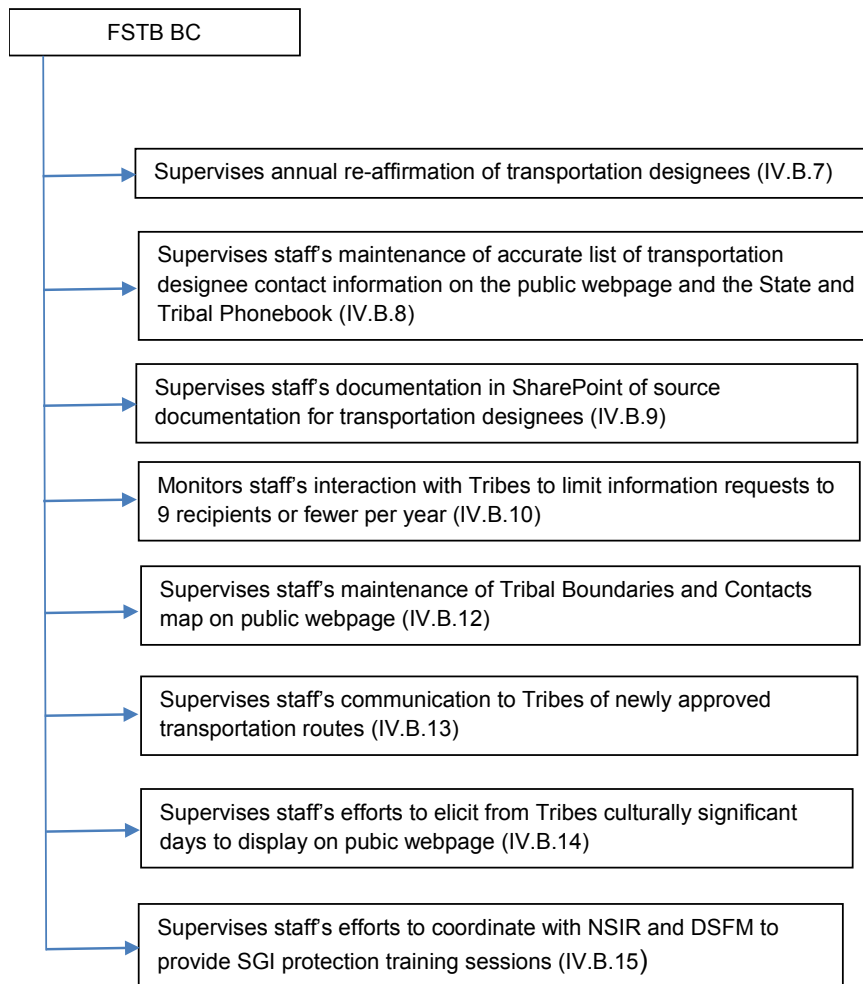 FSTB BC
Supervises annual re-affirmation of transportation designees (IV.B.7)
Supervises staff’s maintenance of accurate list of transportation
designee contact information on the public webpage and the State and
Tribal Phonebook (IV.B.8)
Supervises staff’s documentation in SharePoint of source
documentation for transportation designees (IV.B.9)
Monitors staff’s interaction with Tribes to limit information requests to
9 recipients or fewer per year (IV.B.10)
Supervises staff’s maintenance of Tribal Boundaries and Contacts
map on public webpage (IV.B.12)
Supervises staff’s communication to Tribes of newly approved
transportation routes (IV.B.13)
Supervises staff’s efforts to elicit from Tribes culturally significant
days to display on pubic webpage (IV.B.14)
Supervises staff’s efforts to coordinate with NSIR and DSFM to
provide SGI protection training sessions (IV.B.15)